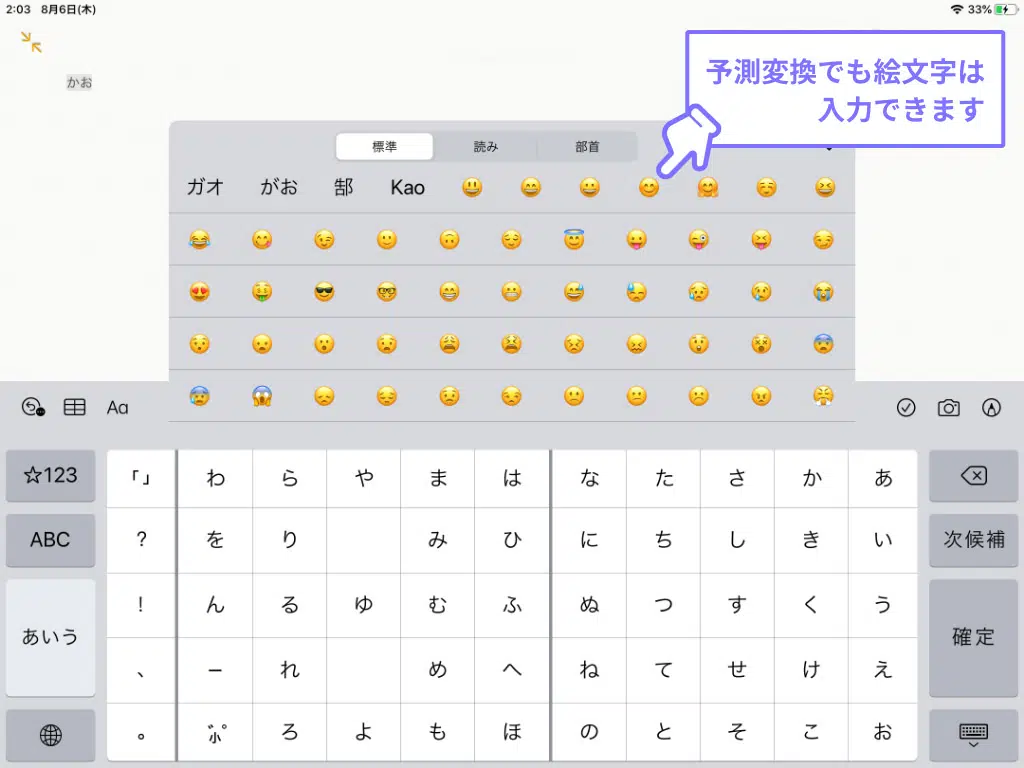 2:03 8月6日(木)
33%
かお
予測変換でも絵文字は
入力できます
標準 読み 部首
ガオ がお 郜 Kao
Aa
☆123 「」 わ ら や ま は な た さ か あ
ABC ? を り み ひ に ち し き い 次候補
あいう ! ん る ゆ む ふ ぬ つ す く う 確定
、 ー れ め へ ね て せ け え
。 ゛゜小 ろ よ も ほ の と そ こ お